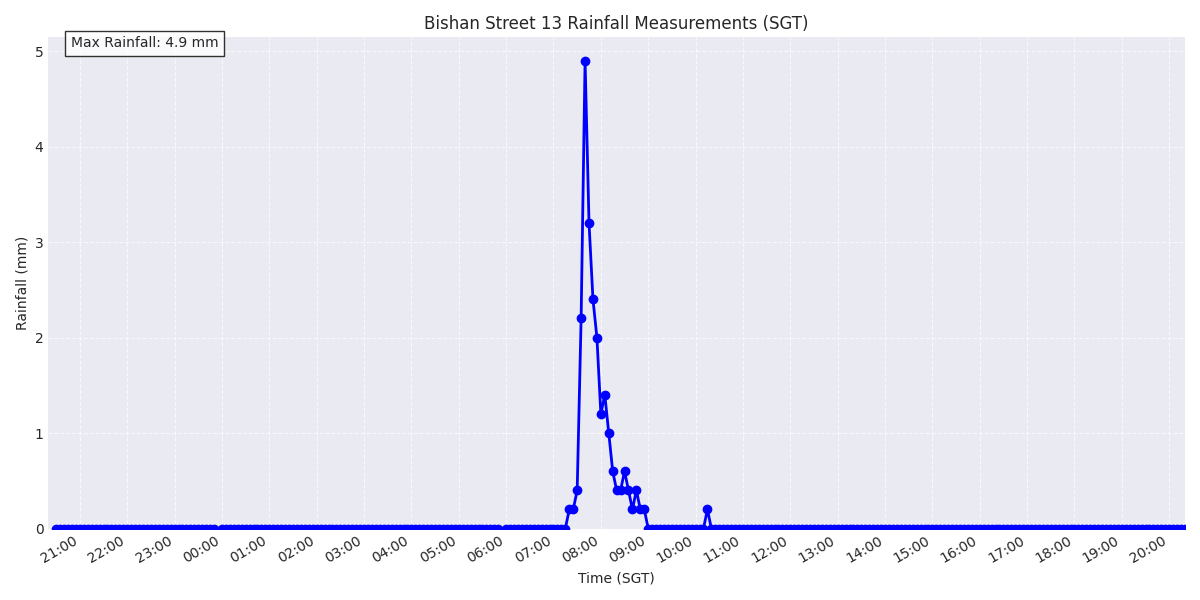 Bishan Street 13 Rainfall Measurements (SGT)
Max Rainfall: 4.9 mm
Rainfall (mm)
5
4
3
2
1
0
21:00 22:00 23:00 00:00 01:00 02:00 03:00 04:00 05:00 06:00 07:00 08:00 09:00 10:00 11:00 12:00 13:00 14:00 15:00 16:00 17:00 18:00 19:00 20:00
Time (SGT)